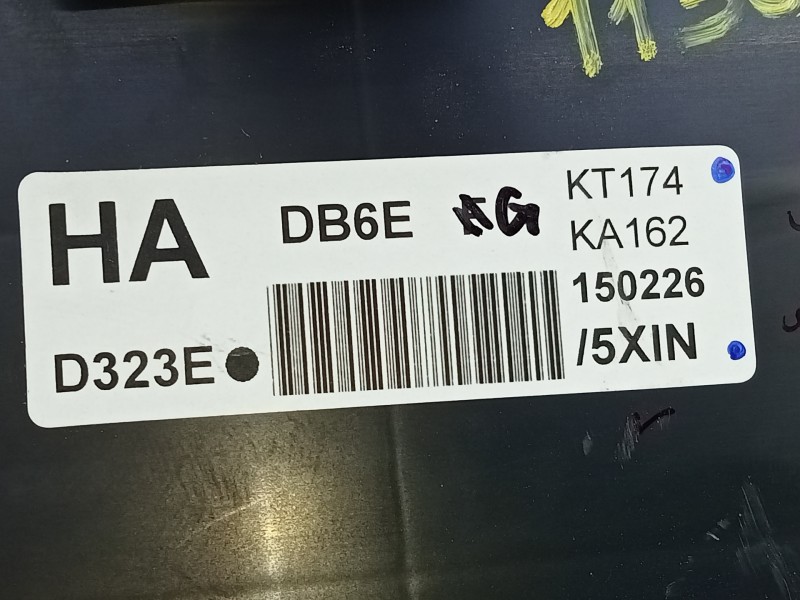 HA
DB6E
KT174
KA162
150226
/5XIN
D323E